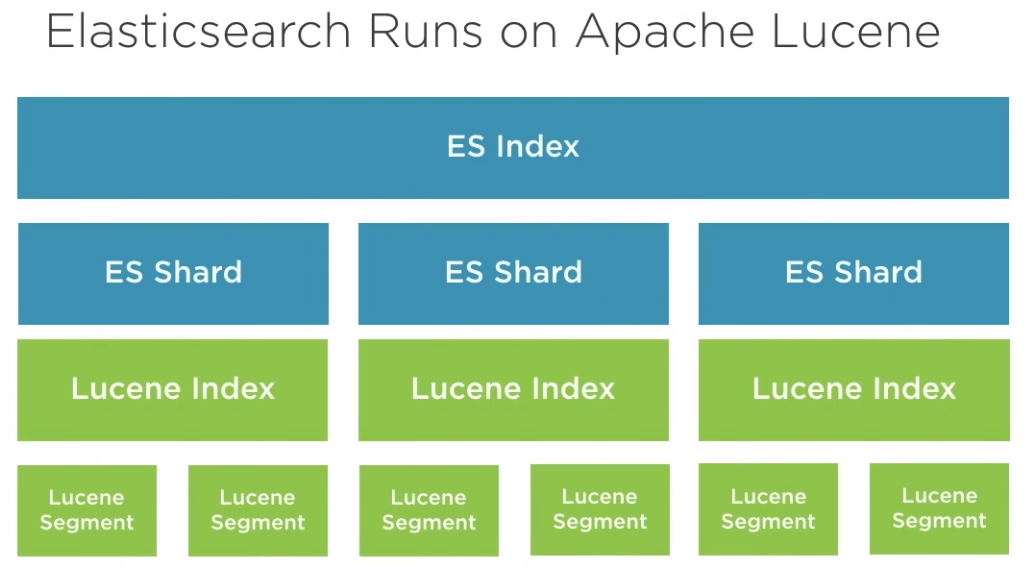 Elasticsearch Runs on Apache Lucene
ES Index
ES Shard
ES Shard
ES Shard
Lucene Index
Lucene Index
Lucene Index
Lucene
Segment
Lucene
Segment
Lucene
Segment
Lucene
Segment
Lucene
Segment
Lucene
Segment